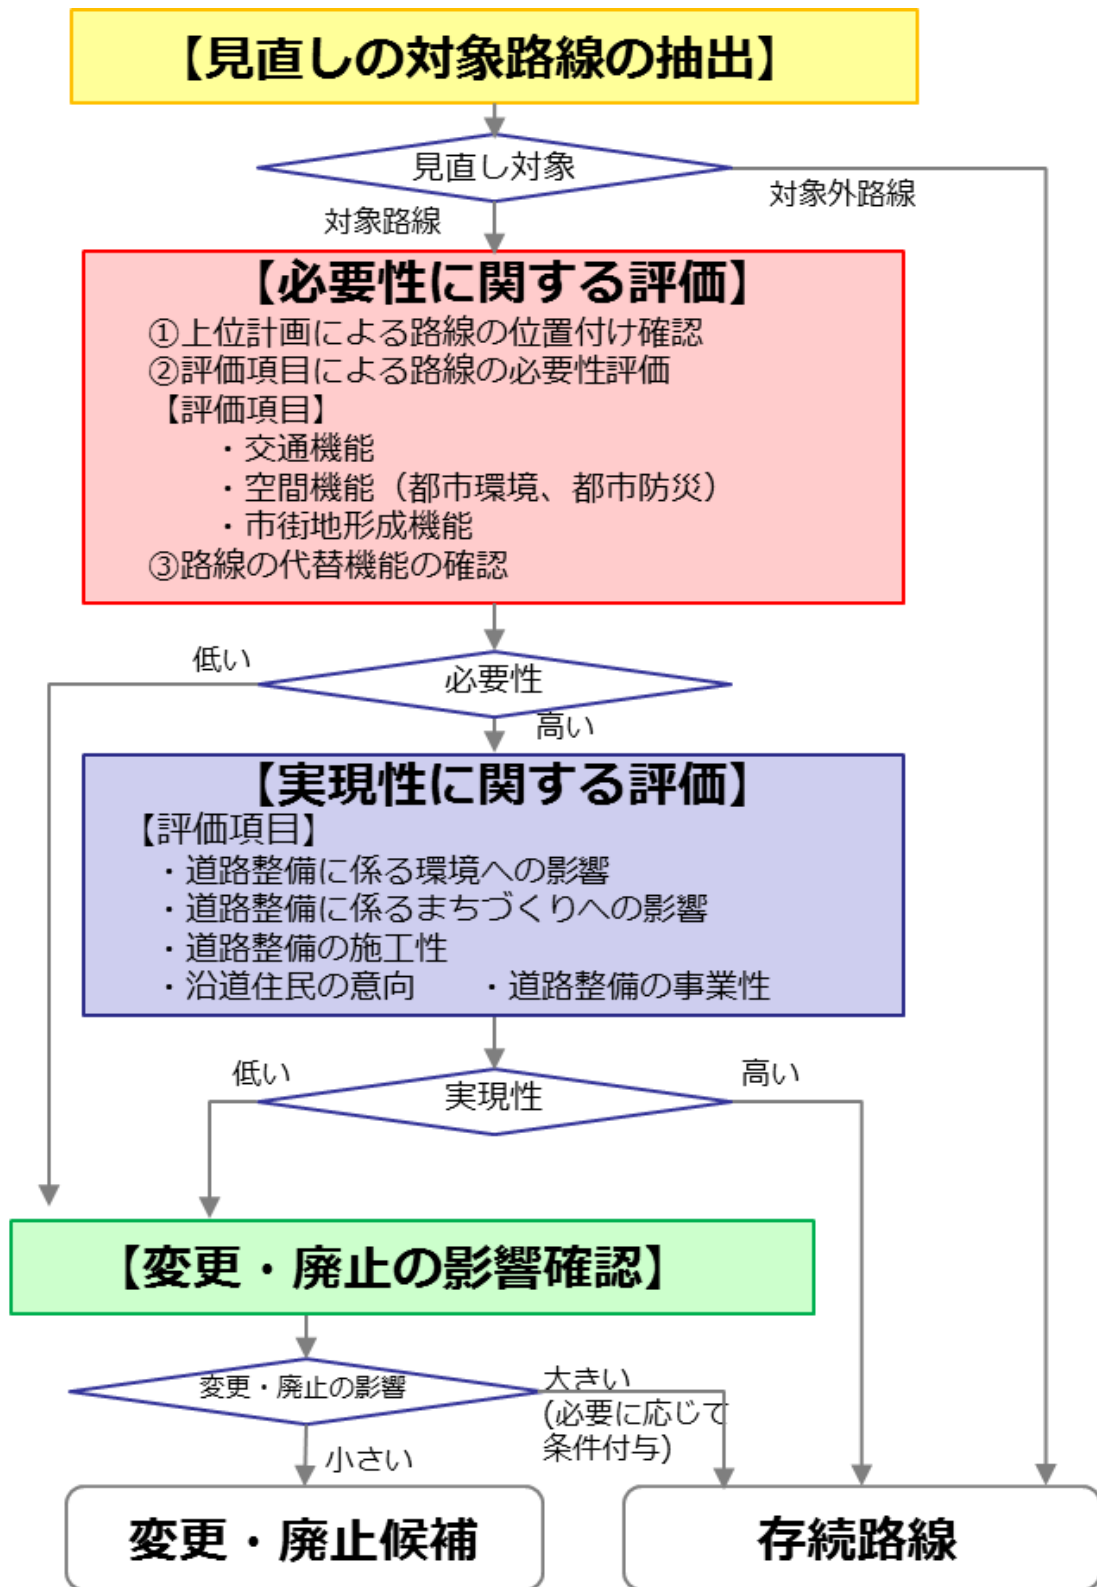 【見直しの対象路線の抽出】
見直し対象
対象外路線
対象路線
【必要性に関する評価】
①上位計画による路線の位置付け確認
②評価項目による路線の必要性評価
【評価項目】
・交通機能
・空間機能（都市環境、都市防災）
・市街地形成機能
③路線の代替機能の確認
低い
必要性
高い
【実現性に関する評価】
【評価項目】
・道路整備に係る環境への影響
・道路整備に係るまちづくりへの影響
・道路整備の施工性
・沿道住民の意向　・道路整備の事業性
低い
高い
実現性
【変更・廃止の影響確認】
変更・廃止の影響
大きい
(必要に応じて
条件付与)
小さい
変更・廃止候補
存続路線